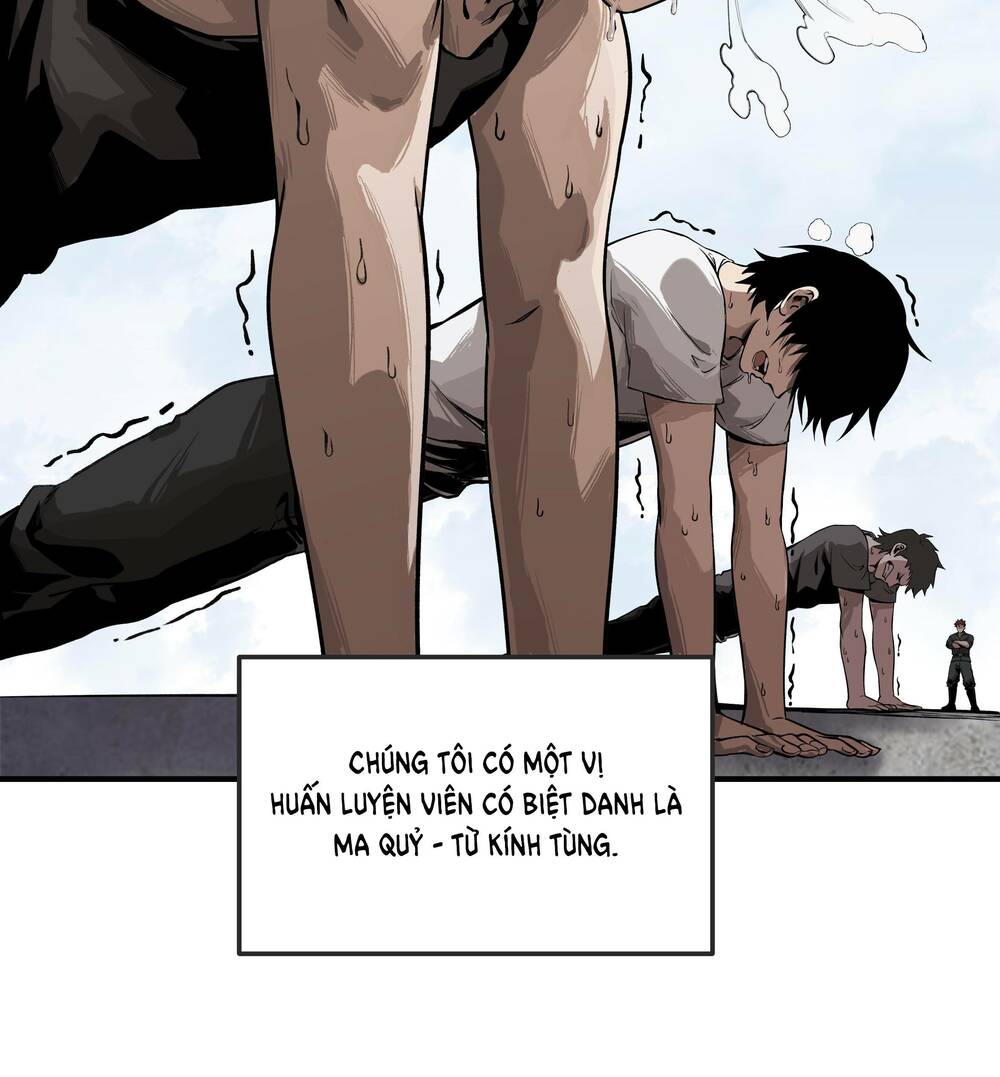 CHÚNG TÔI CÓ MỘT VỊ
HUẤN LUYỆN VIÊN CÓ BIỆT DANH LÀ
MA QUỶ - TỪ KÍNH TÙNG.